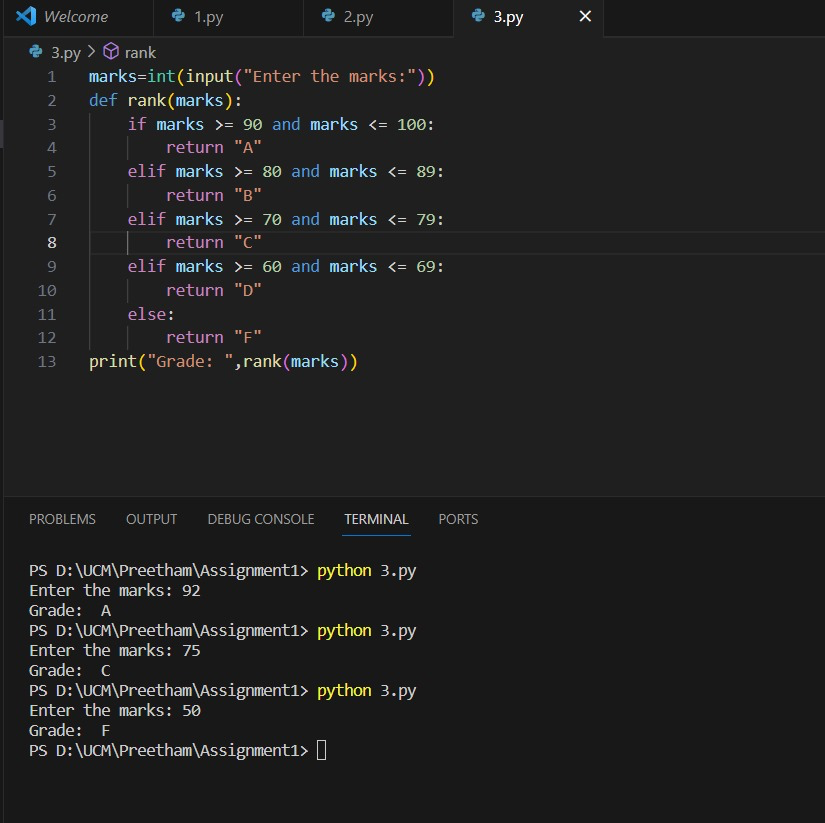 Welcome 1.py 2.py 3.py ×
3.py > rank
1 marks=int(input("Enter the marks:"))
2 def rank(marks):
3     if marks >= 90 and marks <= 100:
4         return "A"
5     elif marks >= 80 and marks <= 89:
6         return "B"
7     elif marks >= 70 and marks <= 79:
8         return "C"
9     elif marks >= 60 and marks <= 69:
10         return "D"
11     else:
12         return "F"
13 print("Grade: ",rank(marks))
PROBLEMS OUTPUT DEBUG CONSOLE TERMINAL PORTS
PS D:\UCM\Preetham\Assignment1> python 3.py
Enter the marks: 92
Grade:  A
PS D:\UCM\Preetham\Assignment1> python 3.py
Enter the marks: 75
Grade:  C
PS D:\UCM\Preetham\Assignment1> python 3.py
Enter the marks: 50
Grade:  F
PS D:\UCM\Preetham\Assignment1>